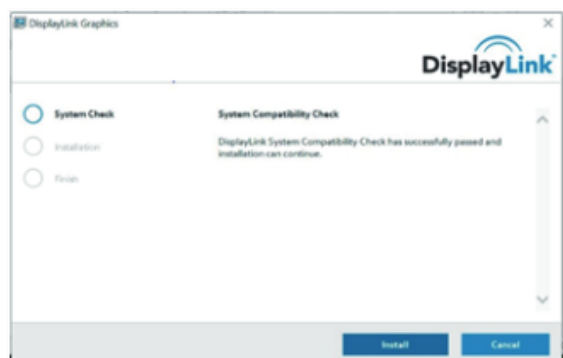 DisplayLink Graphics
DisplayLink
System Check
System Compatibility Check
DisplayLink System Compatibility Check has successfully passed and
installation can continue.
Installation
Finish
Install
Cancel